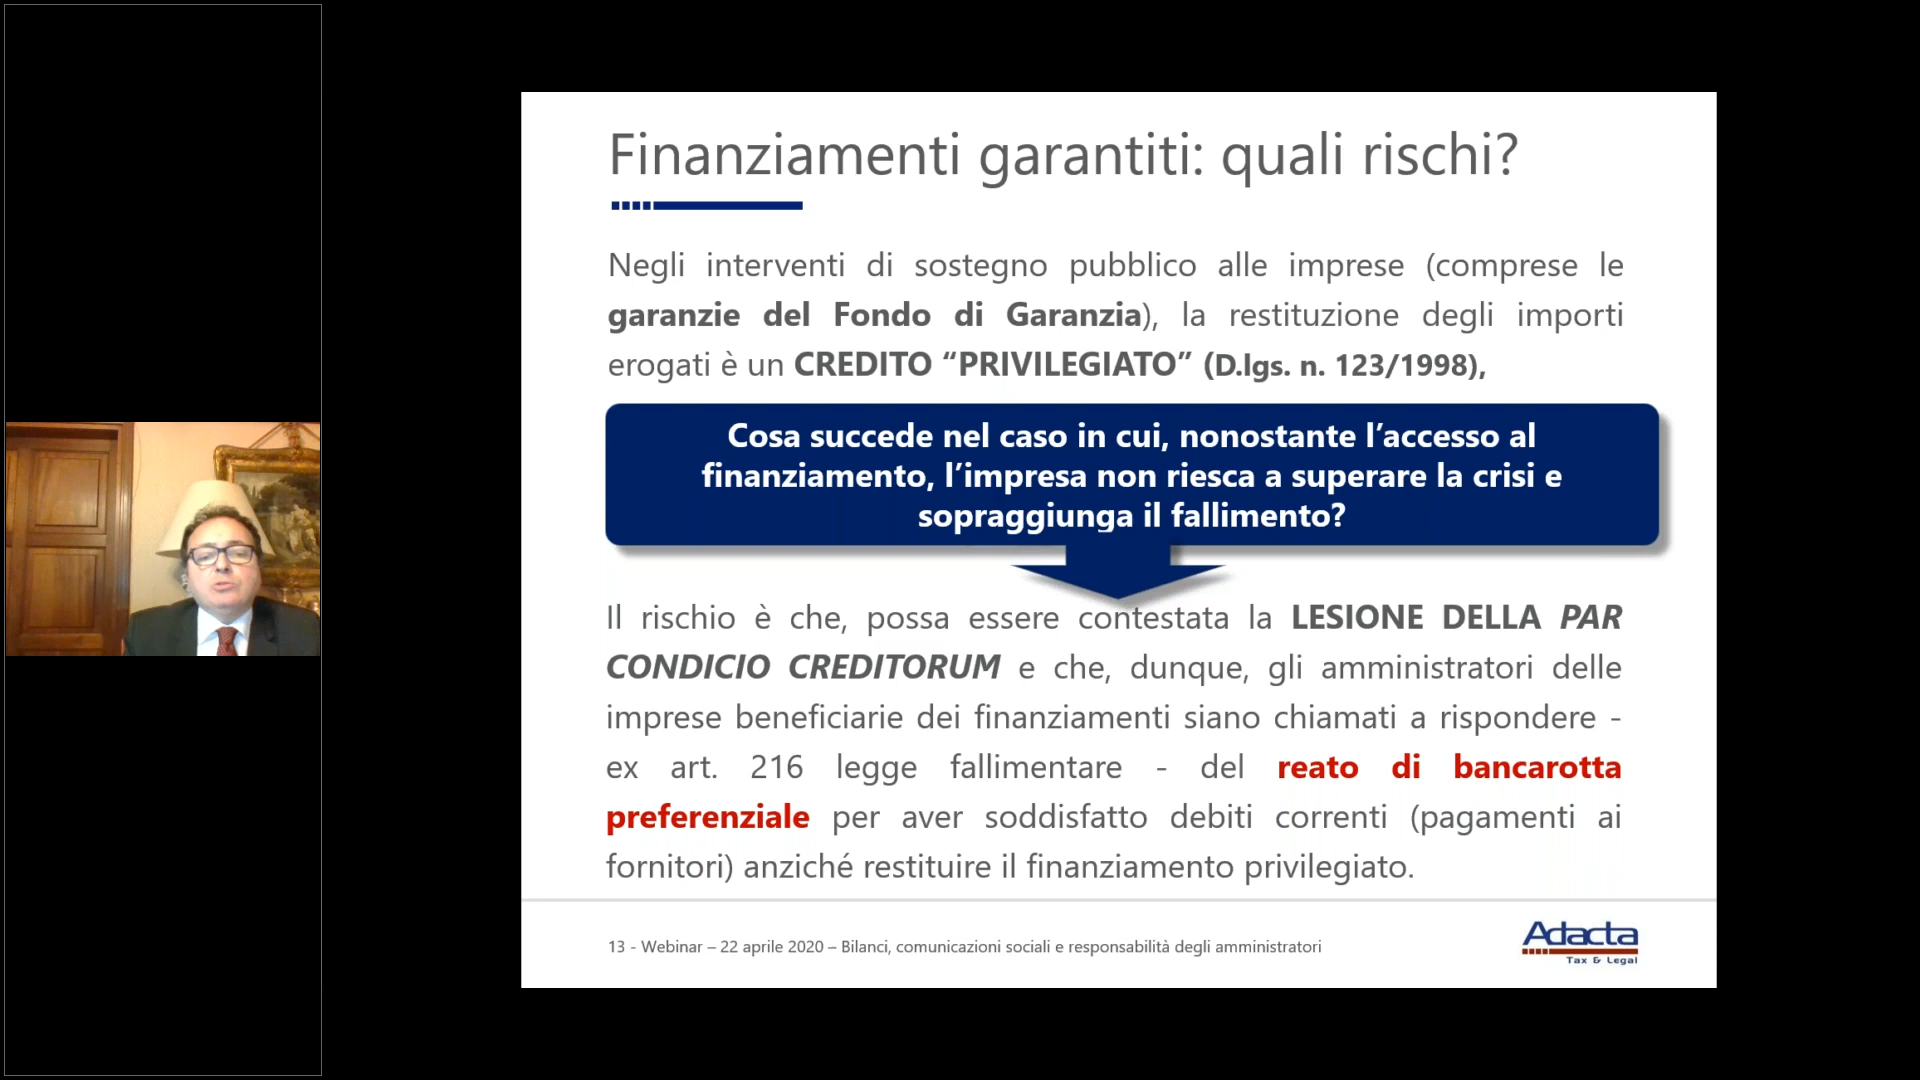 Finanziamenti garantiti: quali rischi?
Negli interventi di sostegno pubblico alle imprese (comprese le
garanzie del Fondo di Garanzia), la restituzione degli importi
erogati è un CREDITO “PRIVILEGIATO” (D.lgs. n. 123/1998),
Cosa succede nel caso in cui, nonostante l’accesso al
finanziamento, l’impresa non riesca a superare la crisi e
sopraggiunga il fallimento?
Il rischio è che, possa essere contestata la LESIONE DELLA PAR
CONDICIO CREDITORUM e che, dunque, gli amministratori delle
imprese beneficiarie dei finanziamenti siano chiamati a rispondere -
ex art. 216 legge fallimentare - del reato di bancarotta
preferenziale per aver soddisfatto debiti correnti (pagamenti ai
fornitori) anziché restituire il finanziamento privilegiato.
13 - Webinar – 22 aprile 2020 – Bilanci, comunicazioni sociali e responsabilità degli amministratori
Adacta
Tax & Legal